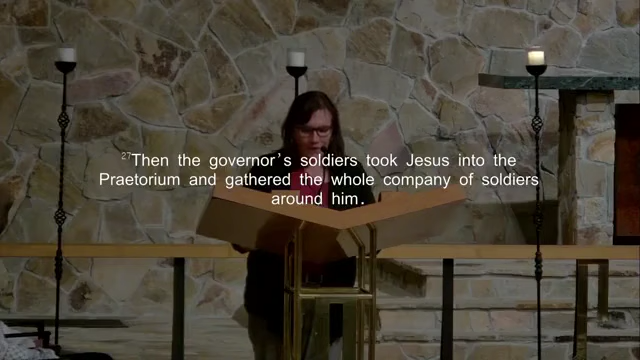 27Then the governor's soldiers took Jesus into the
Praetorium and gathered the whole company of soldiers
around him.